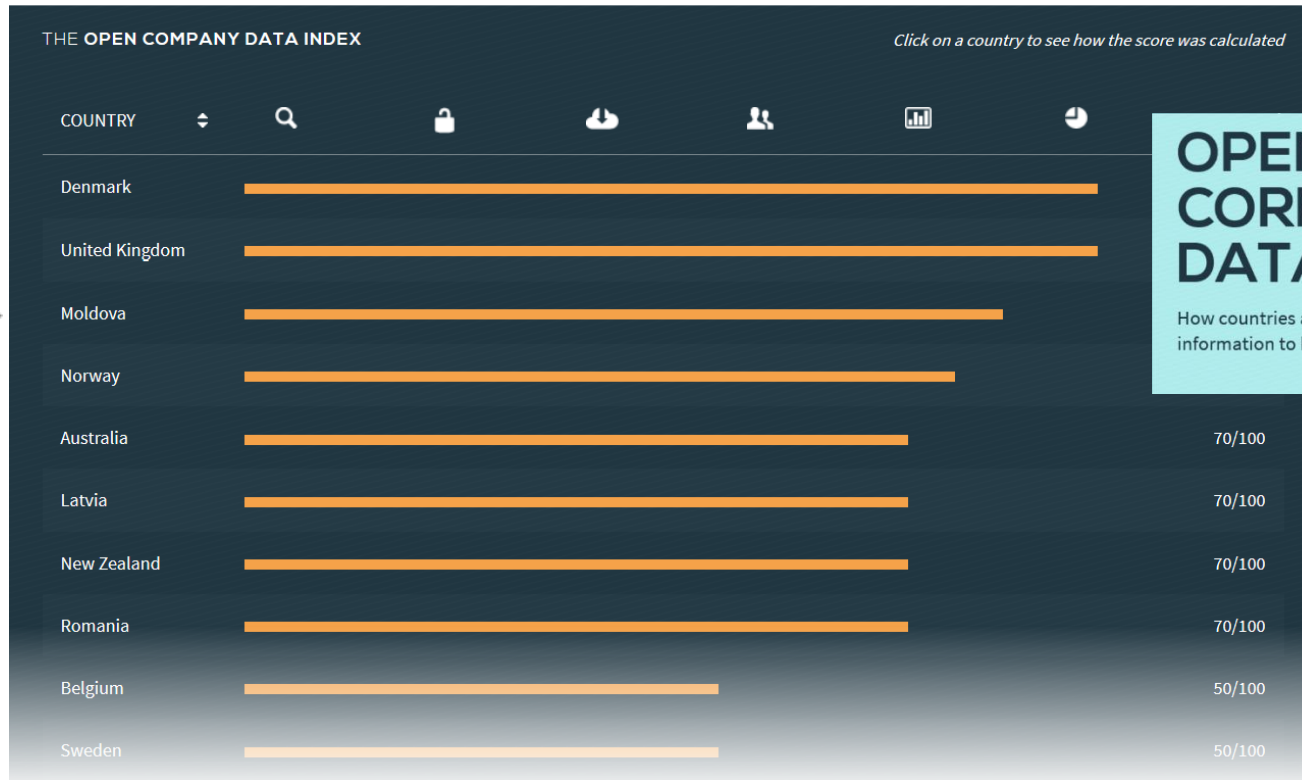 THE OPEN COMPANY DATA INDEX
Click on a country to see how the score was calculated
COUNTRY
Denmark
United Kingdom
Moldova
Norway
Australia 70/100
Latvia 70/100
New Zealand 70/100
Romania 70/100
Belgium 50/100
Sweden 50/100
OPE
COR
DATA
How countries
information to